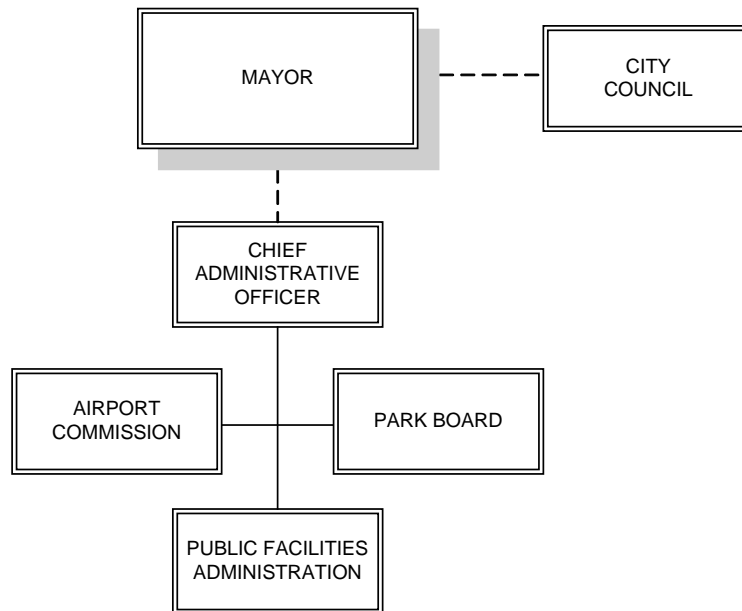 MAYOR
CITY
COUNCIL
CHIEF
ADMINISTRATIVE
OFFICER
AIRPORT
COMMISSION
PARK BOARD
PUBLIC FACILITIES
ADMINISTRATION